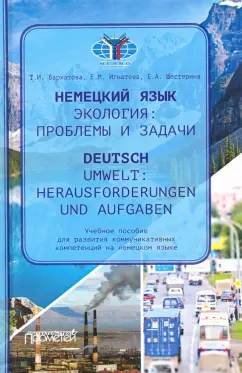 Т.И. Бархатова, Е.М. Игнатова, Е.А. Шестерина
НЕМЕЦКИЙ ЯЗЫК
ЭКОЛОГИЯ:
ПРОБЛЕМЫ И ЗАДАЧИ
DEUTSCH
UMWELT:
HERAUSFORDERUNGEN
UND AUFGABEN
Учебное пособие
для развития коммуникативных
компетенций на немецком языке
Прометей